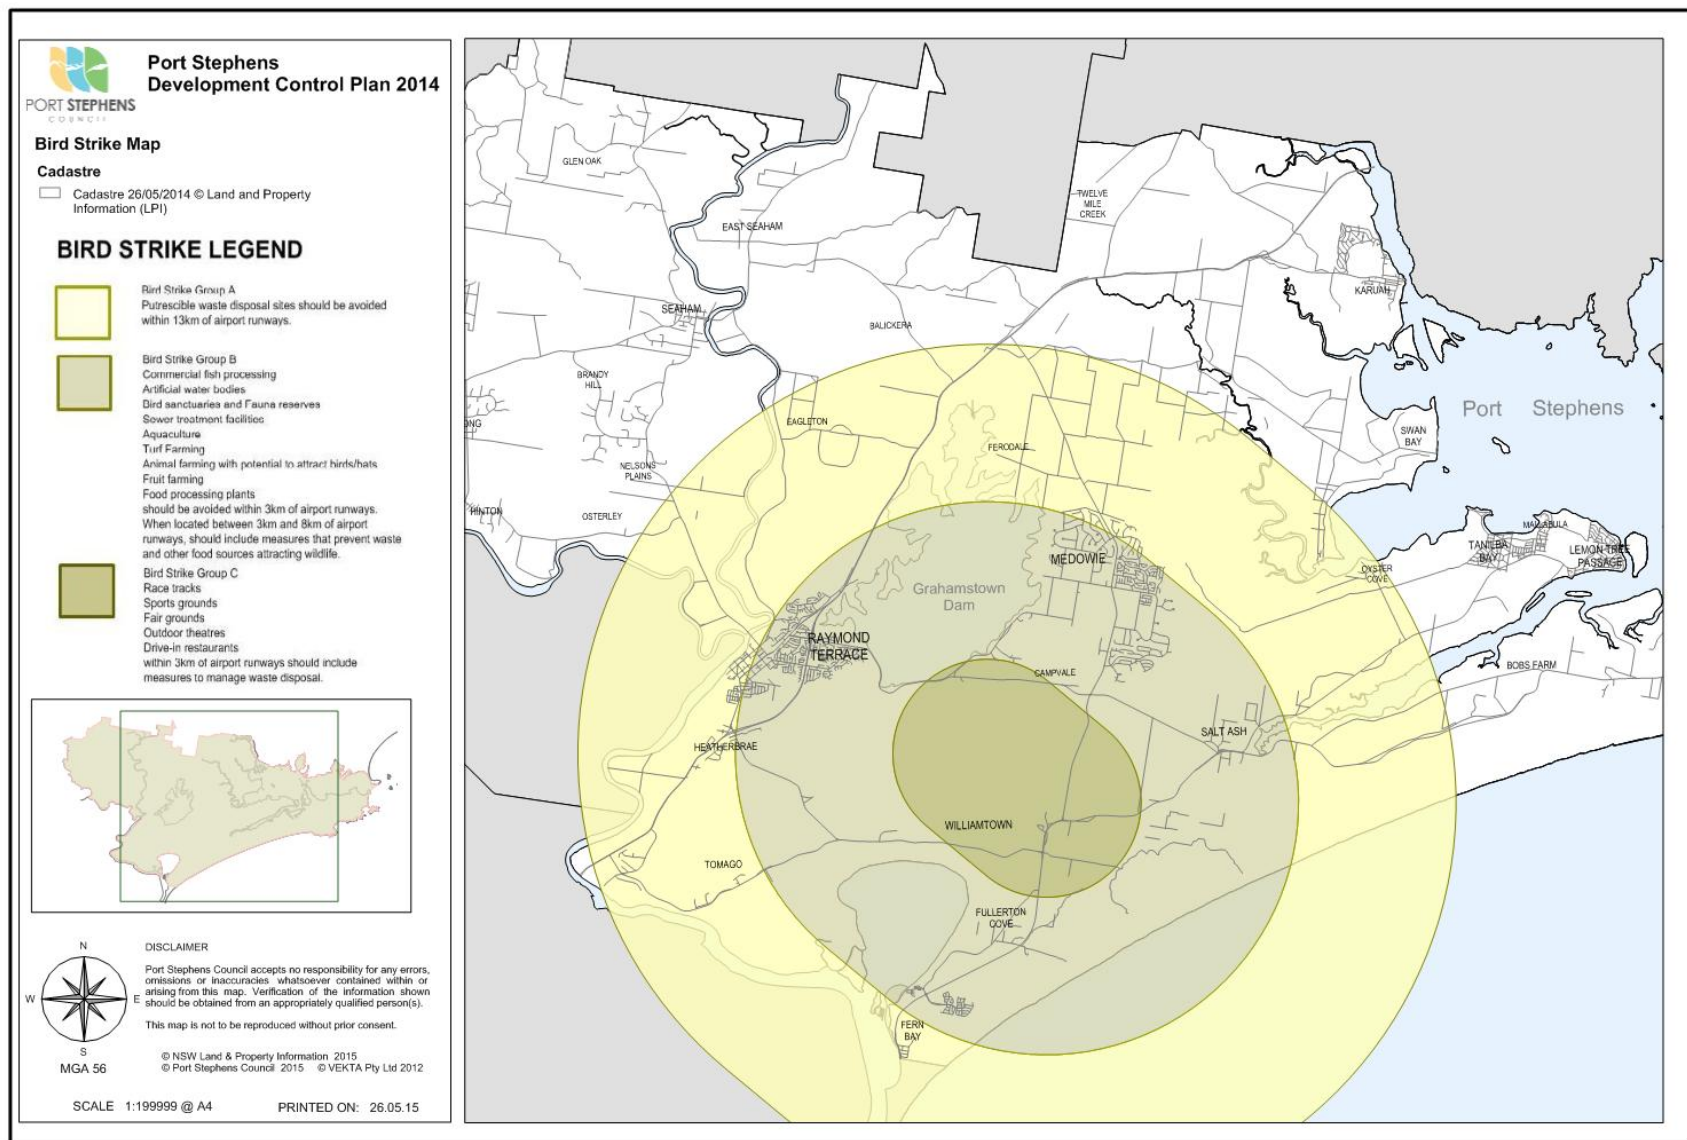 PORT STEPHENS
COUNCIL
Port Stephens
Development Control Plan 2014
Bird Strike Map
Cadastre
Cadastre 26/05/2014 © Land and Property
Information (LPI)
BIRD STRIKE LEGEND
Bird Strike Group A
Putrescible waste disposal sites should be avoided
within 13km of airport runways.
Bird Strike Group B
Commercial fish processing
Artificial water bodies
Bird sanctuaries and Fauna reserves
Sewer treatment facilities
Aquaculture
Turf Farming
Animal farming with potential to attract birds/bats
Fruit farming
Food processing plants
should be avoided within 3km of airport runways.
When located between 3km and 8km of airport
runways, should include measures that prevent waste
and other food sources attracting wildlife.
Bird Strike Group C
Race tracks
Sports grounds
Fair grounds
Outdoor theatres
Drive-in restaurants
within 3km of airport runways should include
measures to manage waste disposal.
N
W
E
S
MGA 56
DISCLAIMER
Port Stephens Council accepts no responsibility for any errors,
omissions or inaccuracies whatsoever contained within or
arising from this map. Verification of the information shown
should be obtained from an appropriately qualified person(s).
This map is not to be reproduced without prior consent.
© NSW Land & Property Information 2015
© Port Stephens Council 2015 © VEKTA Pty Ltd 2012
SCALE 1:199999 @ A4
PRINTED ON: 26.05.15
GLEN OAK
TWELVE
MILE
CREEK
EAST SEAHAM
KARUAH
SEAHAM
BALICKERA
BRANDY
HILL
Port Stephens
ONG
EAGLETON
SWAN
BAY
FERODALE
NELSONS
PLAINS
HINTON
OSTERLEY
MALLABULA
TANILBA
BAY
LEMON TREE
PASSAGE
MEDOWIE
OYSTER
COVE
Grahamstown
Dam
RAYMOND
TERRACE
BOBS FARM
CAMPVALE
SALT ASH
HEATHERBRAE
WILLIAMTOWN
TOMAGO
FULLERTON
COVE
FERN
BAY